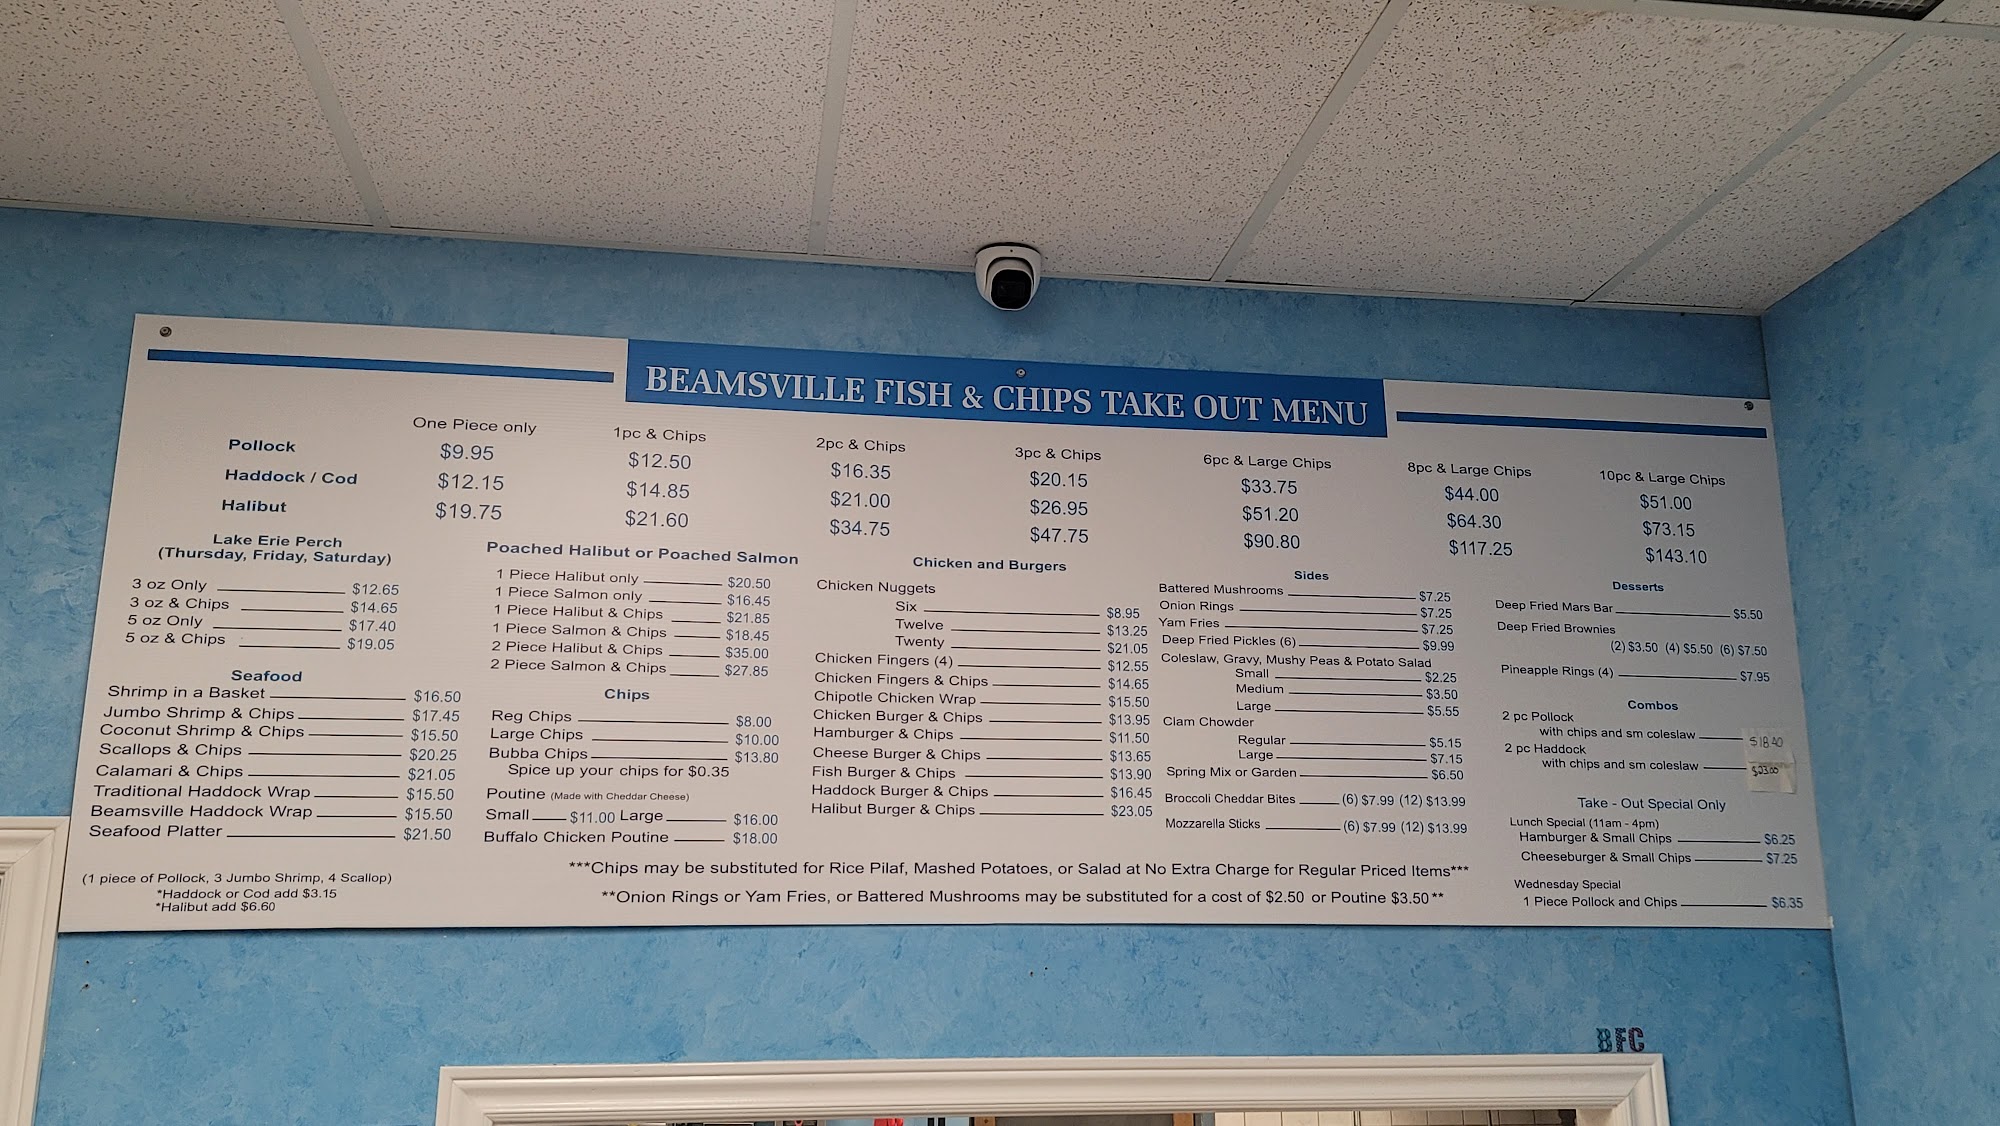 BEAMSVILLE FISH & CHIPS TAKE OUT MENU
One Piece only 1pc & Chips 2pc & Chips 3pc & Chips 6pc & Large Chips 8pc & Large Chips 10pc & Large Chips
Pollock $9.95 $12.50 $16.35 $20.15 $33.75 $44.00 $51.00
Haddock / Cod $12.15 $14.85 $21.00 $26.95 $51.20 $64.30 $73.15
Halibut $19.75 $21.60 $34.75 $47.75 $90.80 $117.25 $143.10
Lake Erie Perch
(Thursday, Friday, Saturday)
3 oz Only $12.65
3 oz & Chips $14.65
5 oz Only $17.40
5 oz & Chips $19.05
Seafood
Shrimp in a Basket $16.50
Jumbo Shrimp & Chips $17.45
Coconut Shrimp & Chips $15.50
Scallops & Chips $20.25
Calamari & Chips $21.05
Traditional Haddock Wrap $15.50
Beamsville Haddock Wrap $15.50
Seafood Platter $21.50
(1 piece of Pollock, 3 Jumbo Shrimp, 4 Scallop)
*Haddock or Cod add $3.15
*Halibut add $6.60
Poached Halibut or Poached Salmon
1 Piece Halibut only $20.50
1 Piece Salmon only $16.45
1 Piece Halibut & Chips $21.85
1 Piece Salmon & Chips $18.45
2 Piece Halibut & Chips $35.00
2 Piece Salmon & Chips $27.85
Chips
Reg Chips $8.00
Large Chips $10.00
Bubba Chips $13.80
Spice up your chips for $0.35
Poutine (Made with Cheddar Cheese)
Small $11.00 Large $16.00
Buffalo Chicken Poutine $18.00
Chicken and Burgers
Chicken Nuggets
Six $8.95
Twelve $13.25
Twenty $21.05
Chicken Fingers (4) $12.55
Chicken Fingers & Chips $14.65
Chipotle Chicken Wrap $15.50
Chicken Burger & Chips $13.95
Hamburger & Chips $11.50
Cheese Burger & Chips $13.65
Fish Burger & Chips $13.90
Haddock Burger & Chips $16.45
Halibut Burger & Chips $23.05
Sides
Battered Mushrooms $7.25
Onion Rings $7.25
Yam Fries $7.25
Deep Fried Pickles (6) $9.99
Coleslaw, Gravy, Mushy Peas & Potato Salad
Small $2.25
Medium $3.50
Large $5.55
Clam Chowder
Regular $5.15
Large $7.15
Spring Mix or Garden $6.50
Broccoli Cheddar Bites (6) $7.99 (12) $13.99
Mozzarella Sticks (6) $7.99 (12) $13.99
***Chips may be substituted for Rice Pilaf, Mashed Potatoes, or Salad at No Extra Charge for Regular Priced Items***
**Onion Rings or Yam Fries, or Battered Mushrooms may be substituted for a cost of $2.50 or Poutine $3.50**
Desserts
Deep Fried Mars Bar $5.50
Deep Fried Brownies
(2) $3.50 (4) $5.50 (6) $7.50
Pineapple Rings (4) $7.95
Combos
2 pc Pollock
with chips and sm coleslaw $18.40
2 pc Haddock
with chips and sm coleslaw $23.00
Take - Out Special Only
Lunch Special (11am - 4pm)
Hamburger & Small Chips $6.25
Cheeseburger & Small Chips $7.25
Wednesday Special
1 Piece Pollock and Chips $6.35
BFC